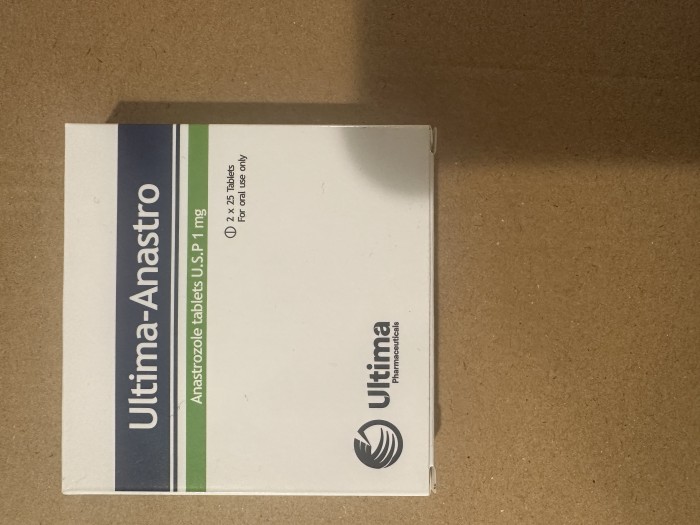 Ultima-Anastro
Anastrozole tablets U.S.P 1 mg
2 x 25 Tablets
For oral use only
Ultima
Pharmaceuticals